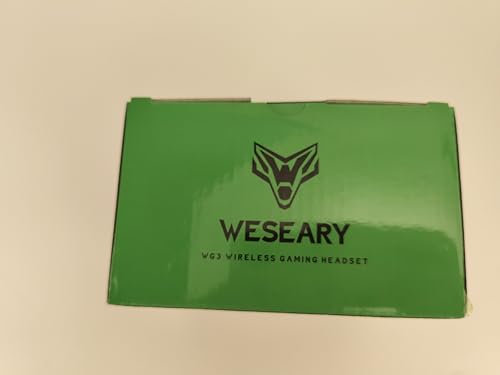 WESEARY
WG3 WIRELESS GAMING HEADSET